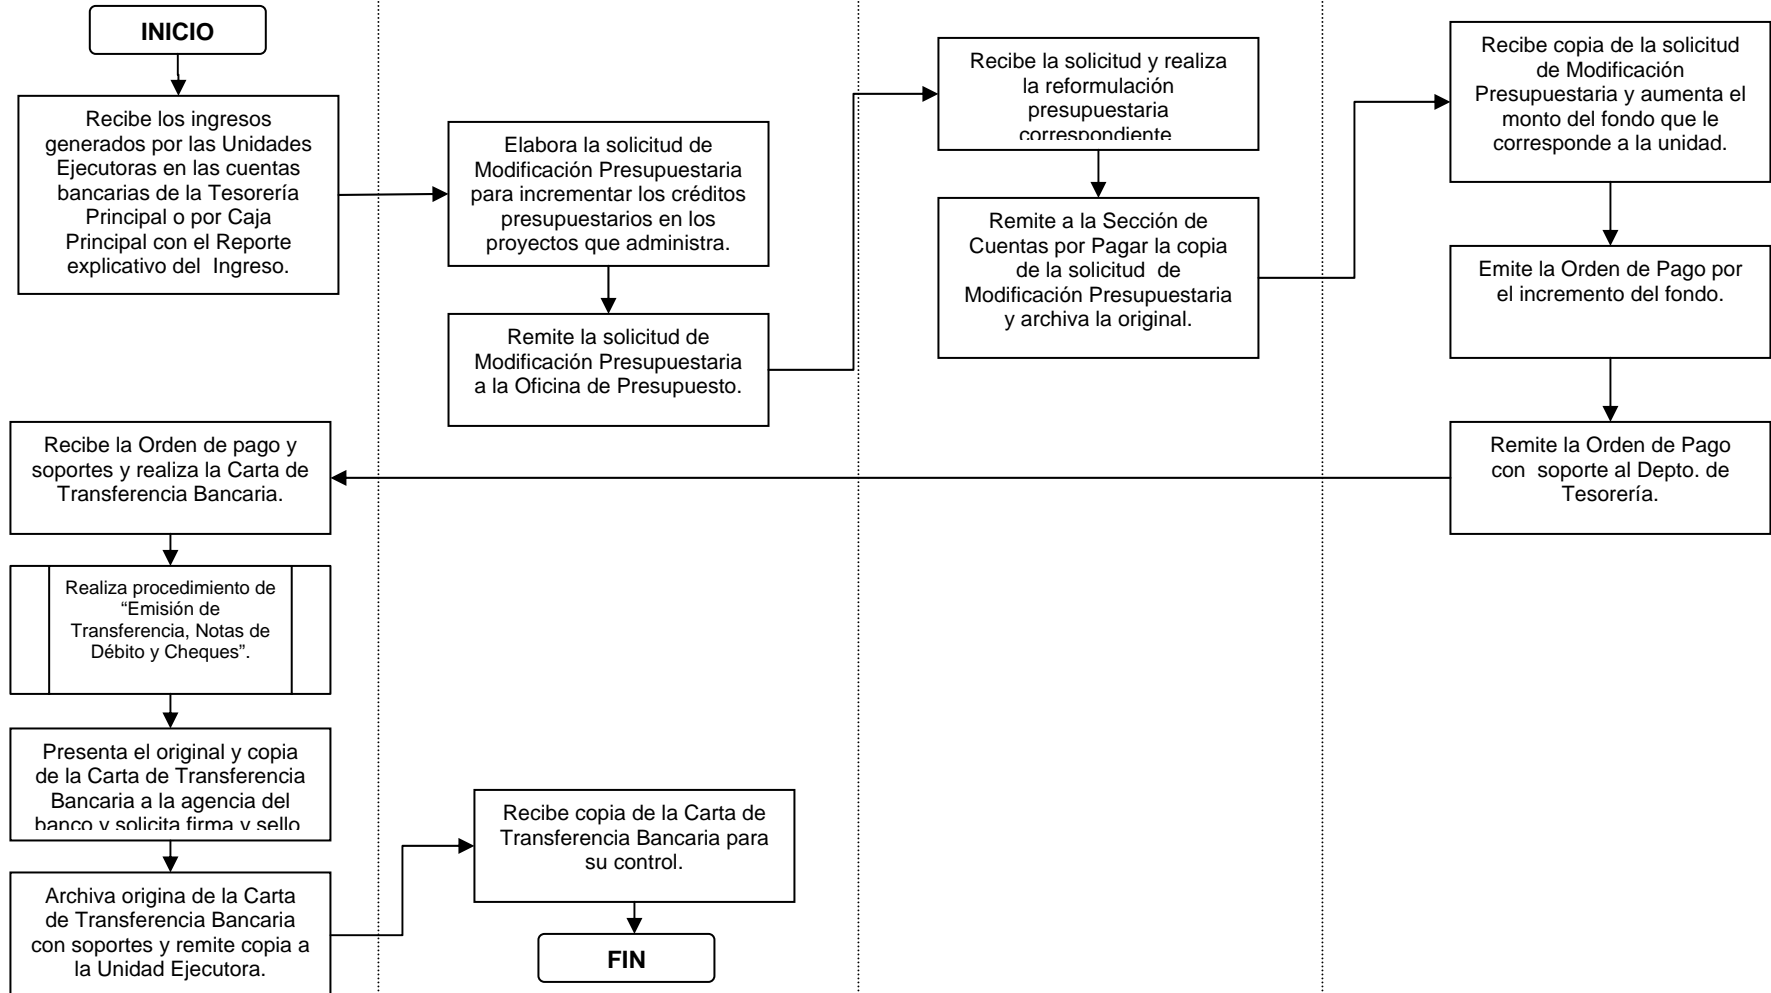 INICIO
Recibe los ingresos
generados por las Unidades
Ejecutoras en las cuentas
bancarias de la Tesorería
Principal o por Caja
Principal con el Reporte
explicativo del Ingreso.
Elabora la solicitud de
Modificación Presupuestaria
para incrementar los créditos
presupuestarios en los
proyectos que administra.
Remite la solicitud de
Modificación Presupuestaria
a la Oficina de Presupuesto.
Recibe la solicitud y realiza
la reformulación
presupuestaria
correspondiente
Remite a la Sección de
Cuentas por Pagar la copia
de la solicitud de
Modificación Presupuestaria
y archiva la original.
Recibe copia de la solicitud
de Modificación
Presupuestaria y aumenta el
monto del fondo que le
corresponde a la unidad.
Emite la Orden de Pago por
el incremento del fondo.
Remite la Orden de Pago
con soporte al Depto. de
Tesorería.
Recibe la Orden de pago y
soportes y realiza la Carta de
Transferencia Bancaria.
Realiza procedimiento de
“Emisión de
Transferencia, Notas de
Débito y Cheques”.
Presenta el original y copia
de la Carta de Transferencia
Bancaria a la agencia del
banco y solicita firma y sello
Archiva origina de la Carta
de Transferencia Bancaria
con soportes y remite copia a
la Unidad Ejecutora.
Recibe copia de la Carta de
Transferencia Bancaria para
su control.
FIN